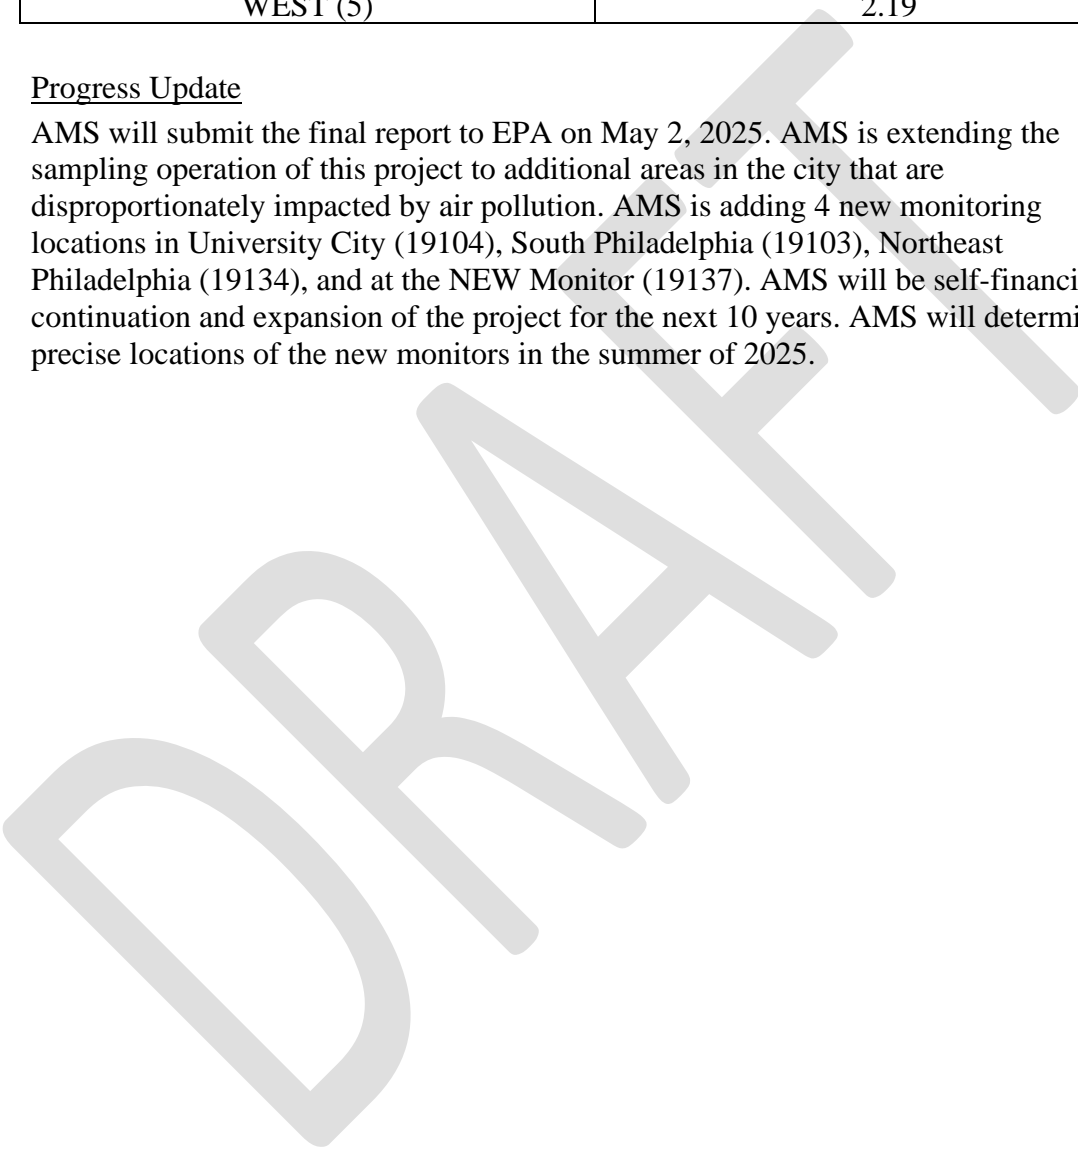 WEST (5) 2.19
Progress Update
AMS will submit the final report to EPA on May 2, 2025. AMS is extending the
sampling operation of this project to additional areas in the city that are
disproportionately impacted by air pollution. AMS is adding 4 new monitoring
locations in University City (19104), South Philadelphia (19103), Northeast
Philadelphia (19134), and at the NEW Monitor (19137). AMS will be self-financi
continuation and expansion of the project for the next 10 years. AMS will determi
precise locations of the new monitors in the summer of 2025.
DRAFT